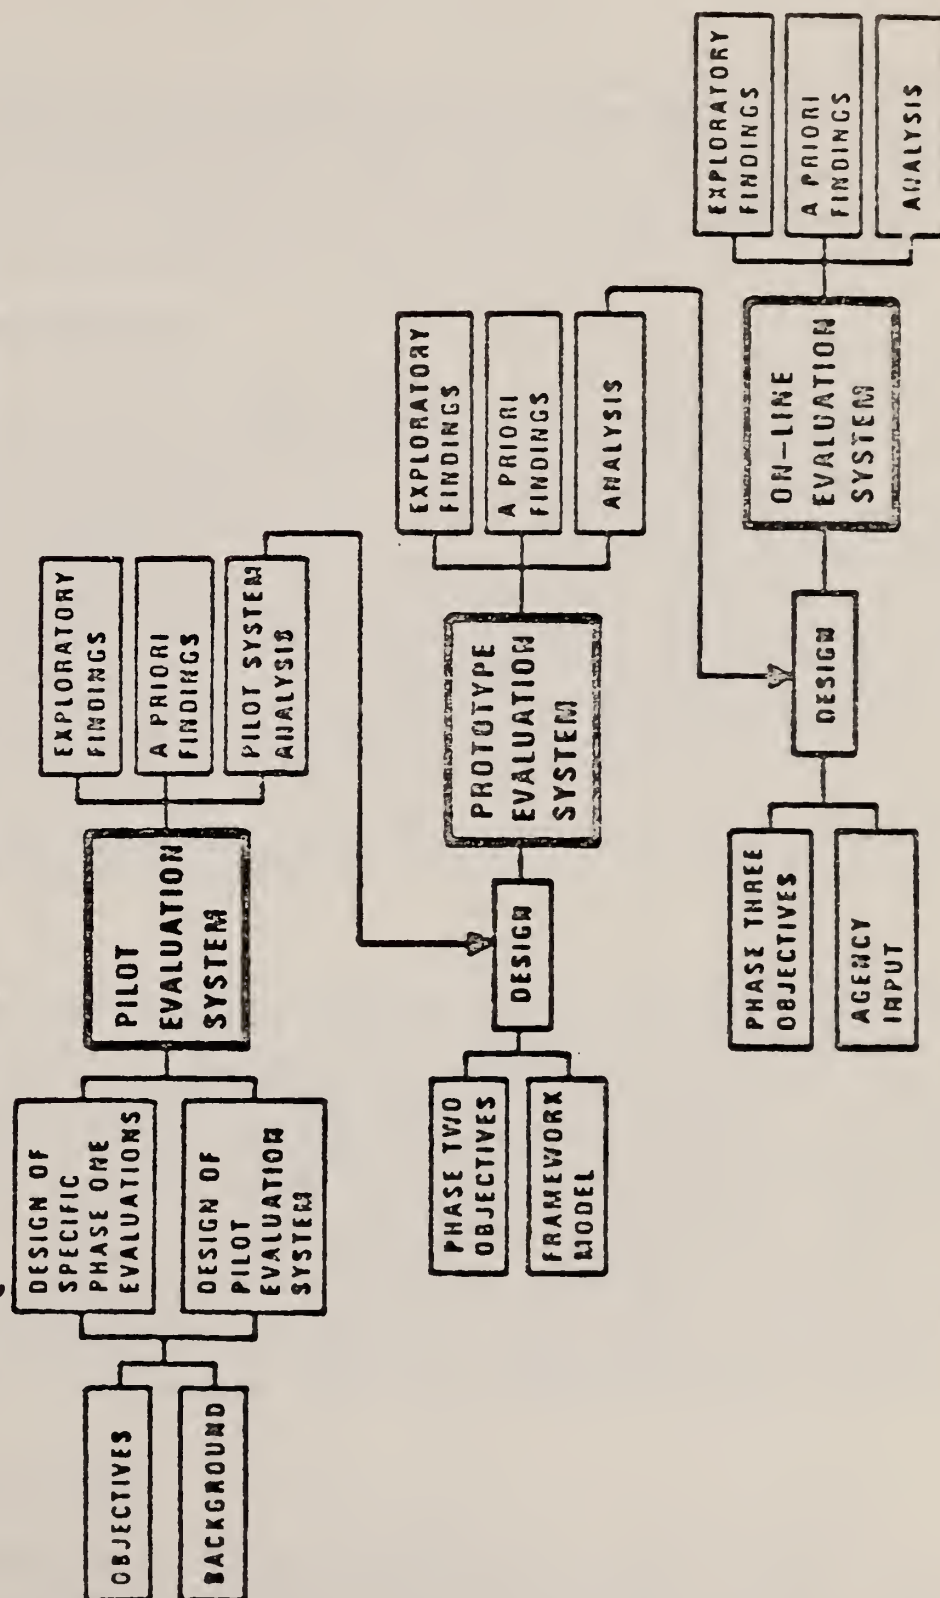 OBJECTIVES
BACKGROUND
DESIGN OF
SPECIFIC
PHASE ONE
EVALUATIONS
DESIGN OF
PILOT
EVALUATION
SYSTEM
PILOT
EVALUATION
SYSTEM
EXPLORATORY
FINDINGS
A PRIORI
FINDINGS
PILOT SYSTEM
ANALYSIS
PHASE TWO
OBJECTIVES
FRAMEWORK
MODEL
DESIGN
PROTOTYPE
EVALUATION
SYSTEM
EXPLORATORY
FINDINGS
A PRIORI
FINDINGS
ANALYSIS
PHASE THREE
OBJECTIVES
AGENCY
INPUT
DESIGN
ON-LINE
EVALUATION
SYSTEM
EXPLORATORY
FINDINGS
A PRIORI
FINDINGS
ANALYSIS